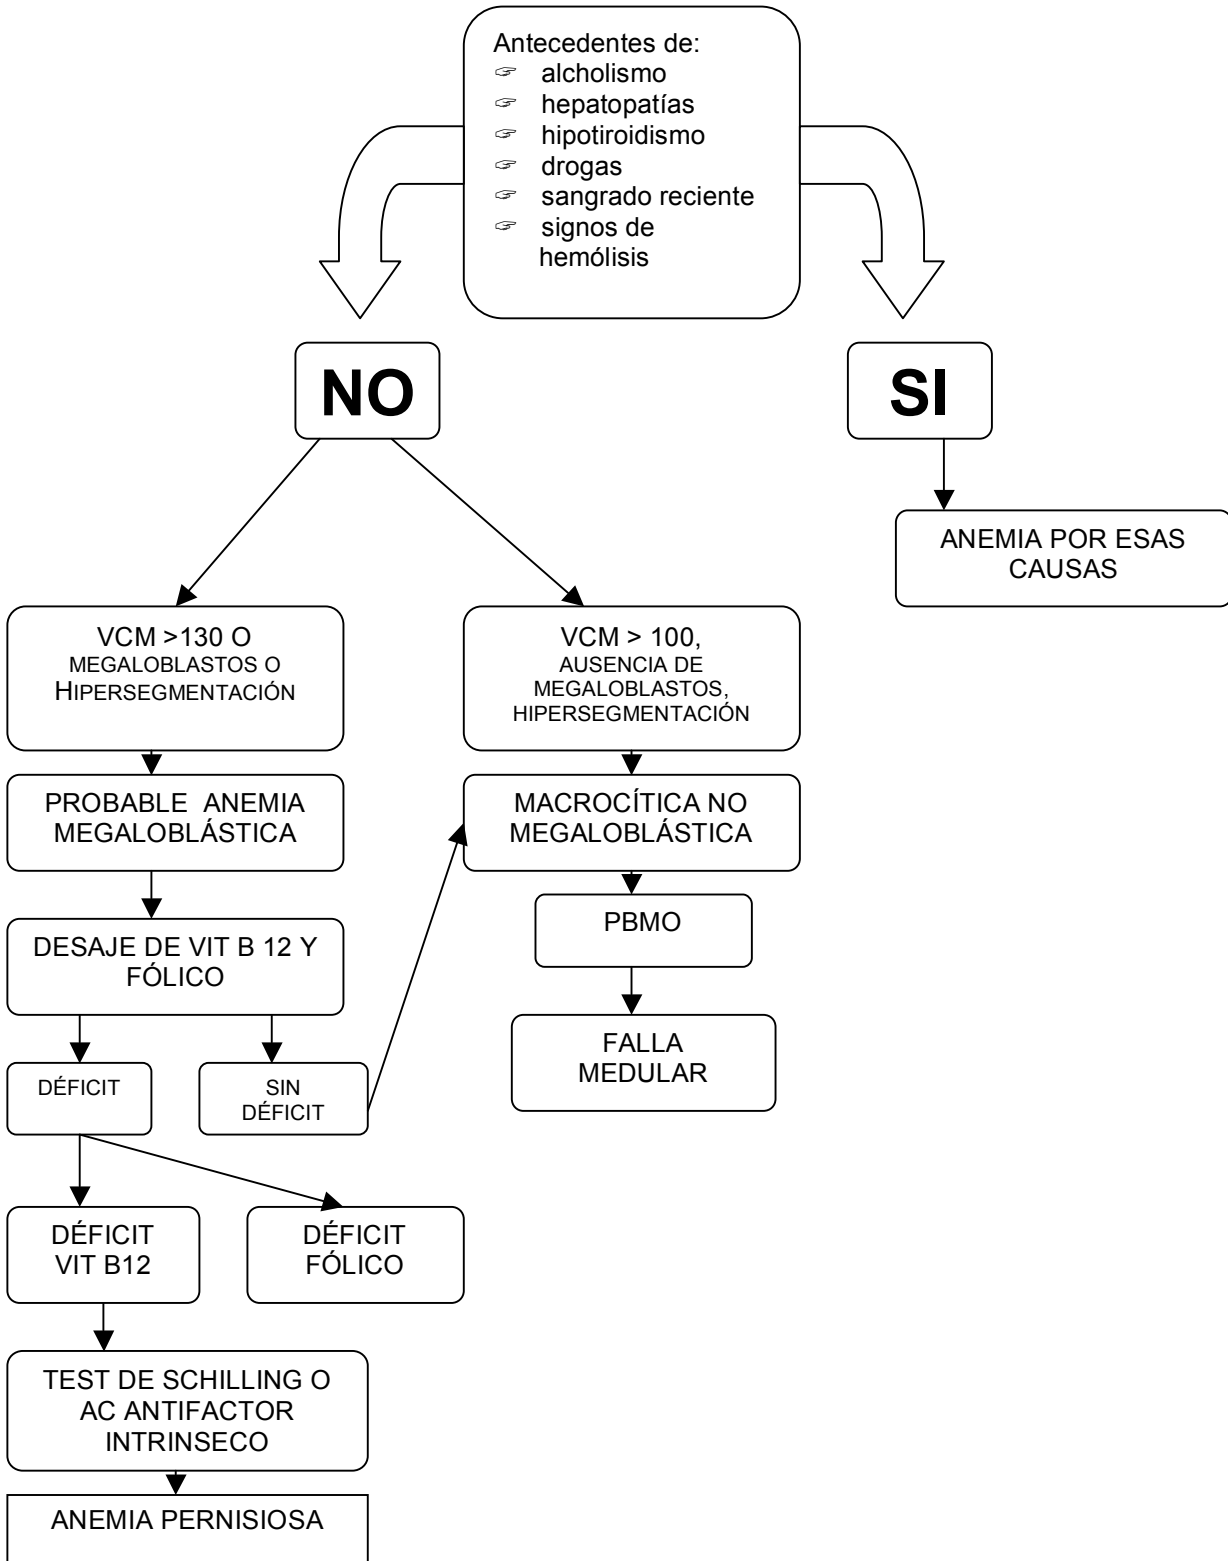 Antecedentes de:
☞ alcholismo
☞ hepatopatías
☞ hipotiroidismo
☞ drogas
☞ sangrado reciente
☞ signos de
hemólisis
NO
SI
ANEMIA POR ESAS
CAUSAS
VCM >130 O
MEGALOBLASTOS O
HIPERSEGMENTACIÓN
VCM > 100,
AUSENCIA DE
MEGALOBLASTOS,
HIPERSEGMENTACIÓN
PROBABLE ANEMIA
MEGALOBLÁSTICA
MACROCÍTICA NO
MEGALOBLÁSTICA
PBMO
DESAJE DE VIT B 12 Y
FÓLICO
FALLA
MEDULAR
DÉFICIT
SIN
DÉFICIT
DÉFICIT
VIT B12
DÉFICIT
FÓLICO
TEST DE SCHILLING O
AC ANTIFACTOR
INTRINSECO
ANEMIA PERNISIOSA